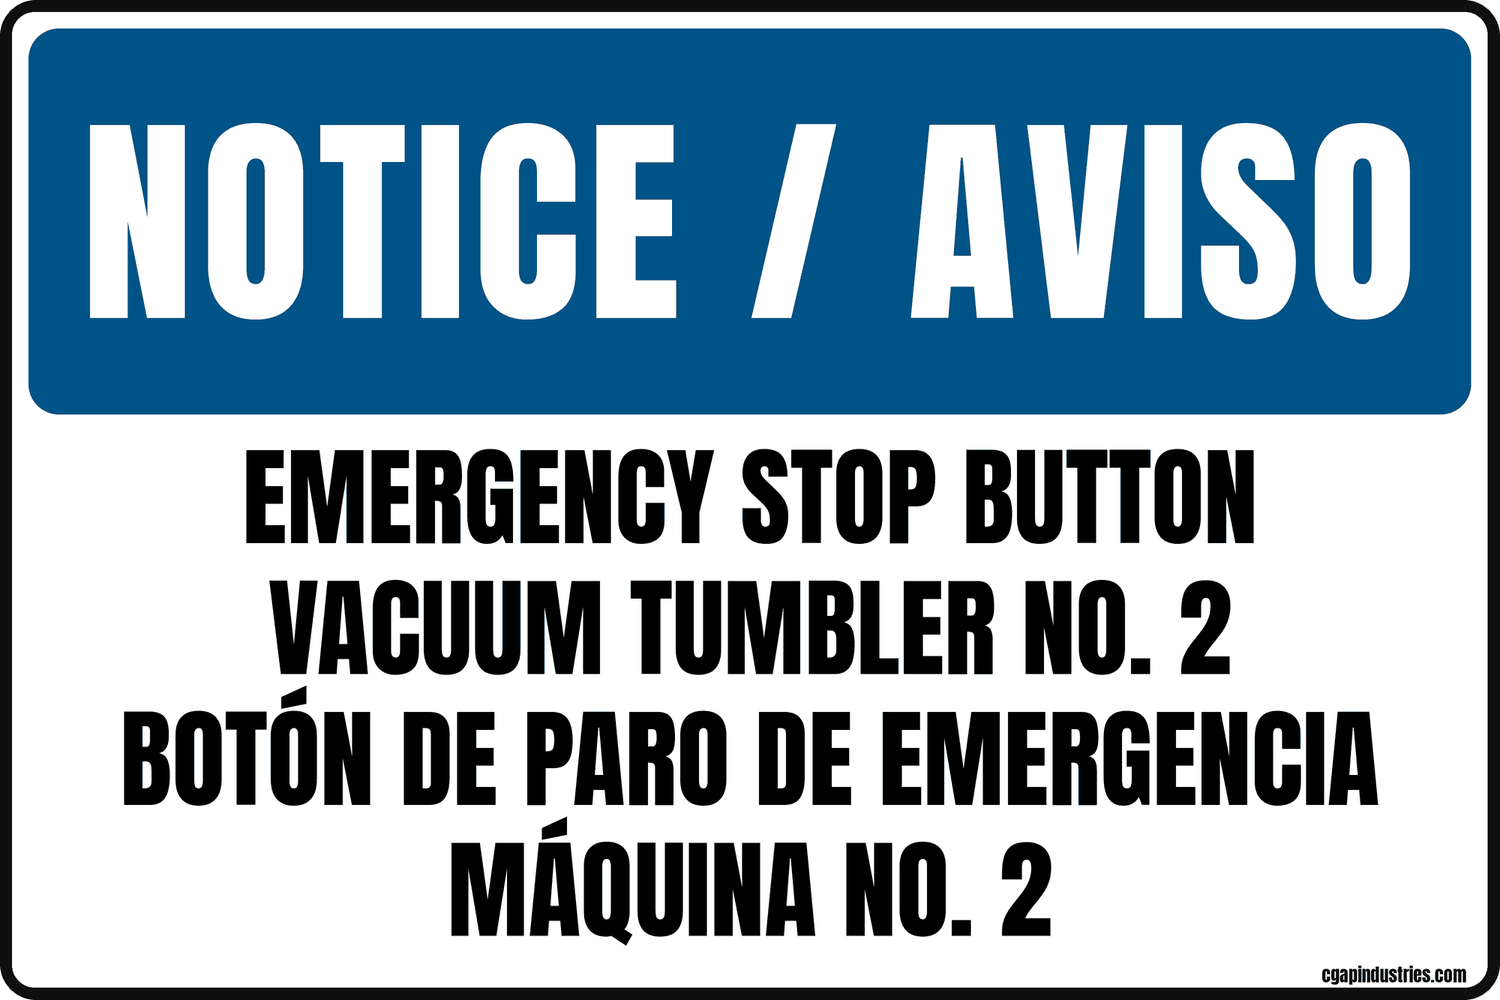 NOTICE / AVISO
EMERGENCY STOP BUTTON
VACUUM TUMBLER NO. 2
BOTÓN DE PARO DE EMERGENCIA
MÁQUINA NO. 2
cgapindustries.com